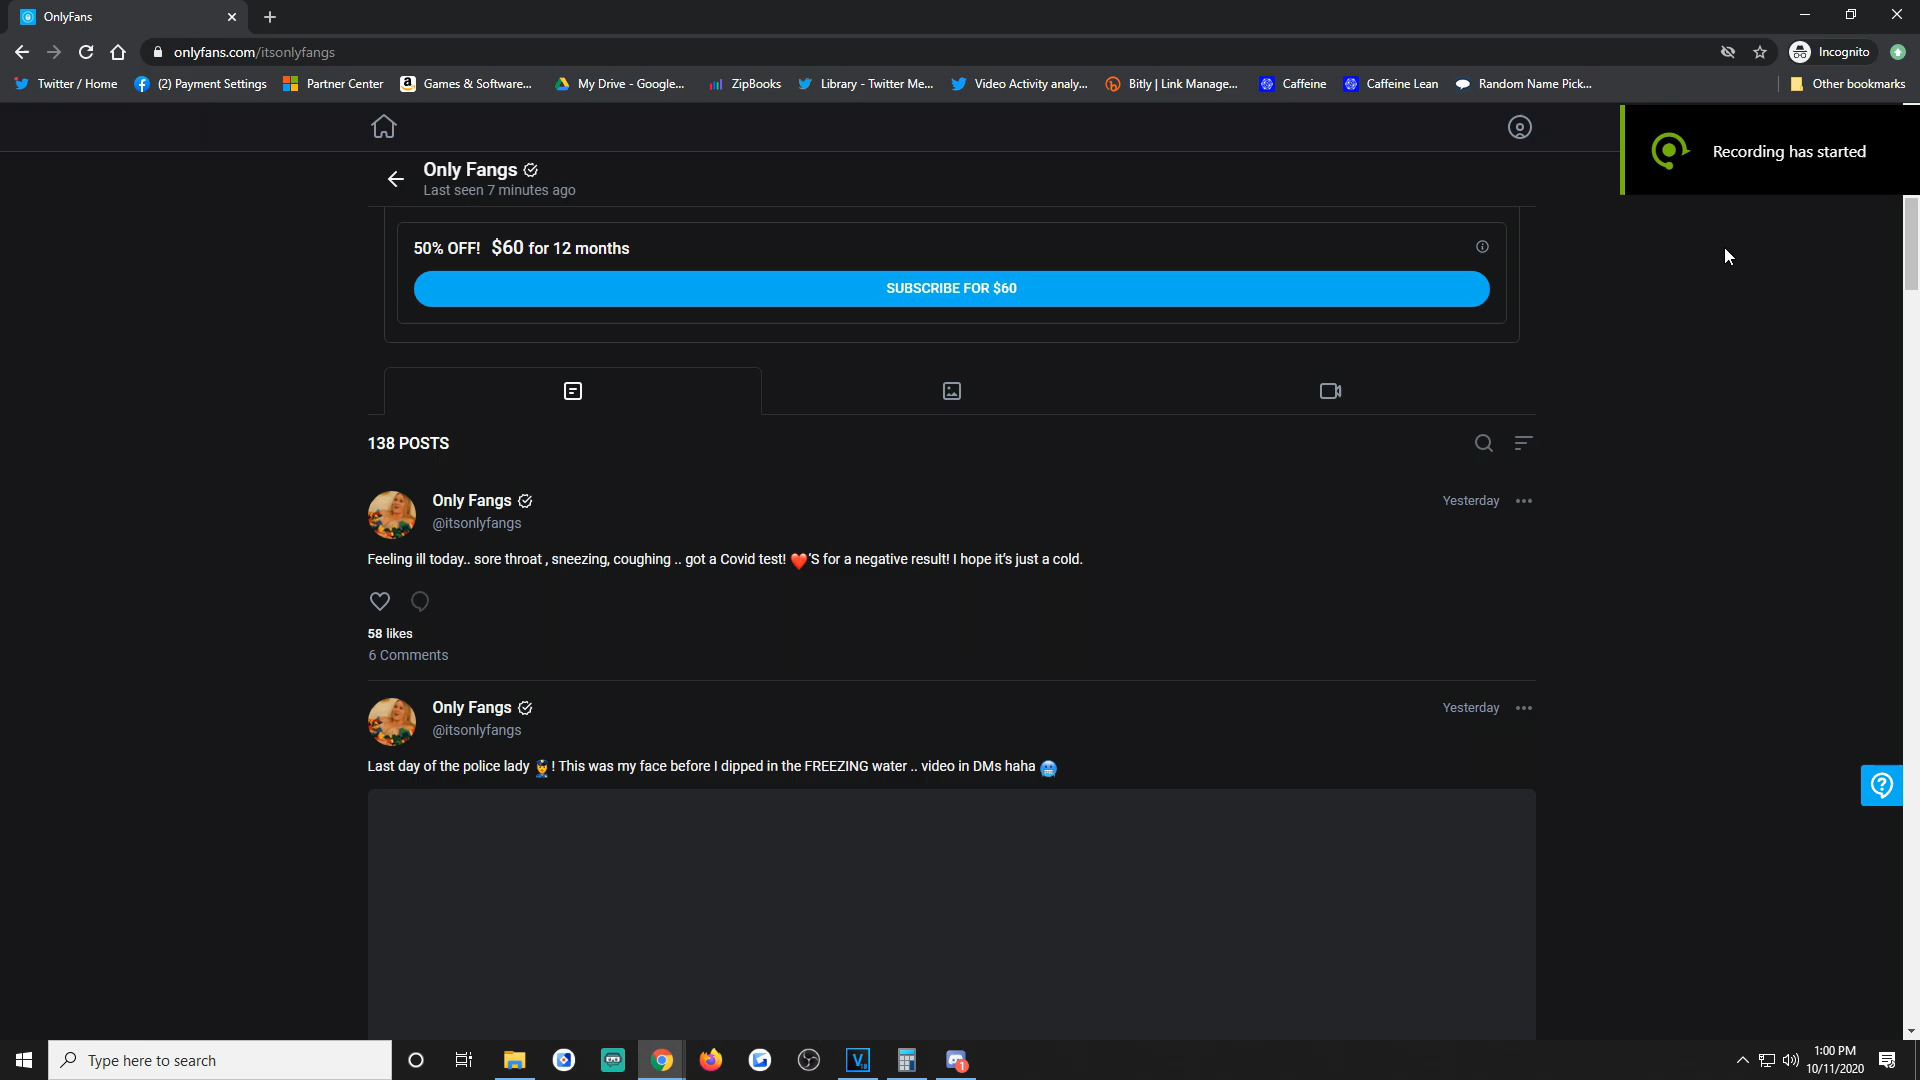 OnlyFans
onlyfans.com/itsonlyfangs
Incognito
Twitter / Home
(2) Payment Settings
Partner Center
Games & Software...
My Drive - Google...
ZipBooks
Library - Twitter Me...
Video Activity analy...
Bitly | Link Manage...
Caffeine
Caffeine Lean
Random Name Pick...
Other bookmarks
Recording has started
Only Fangs
Last seen 7 minutes ago
50% OFF! $60 for 12 months
SUBSCRIBE FOR $60
138 POSTS
Only Fangs
Yesterday
@itsonlyfangs
Feeling ill today.. sore throat , sneezing, coughing .. got a Covid test! ❤️'S for a negative result! I hope it's just a cold.
58 likes
6 Comments
Only Fangs
Yesterday
@itsonlyfangs
Last day of the police lady 👮! This was my face before I dipped in the FREEZING water .. video in DMs haha 🥶
Type here to search
1
1:00 PM
10/11/2020